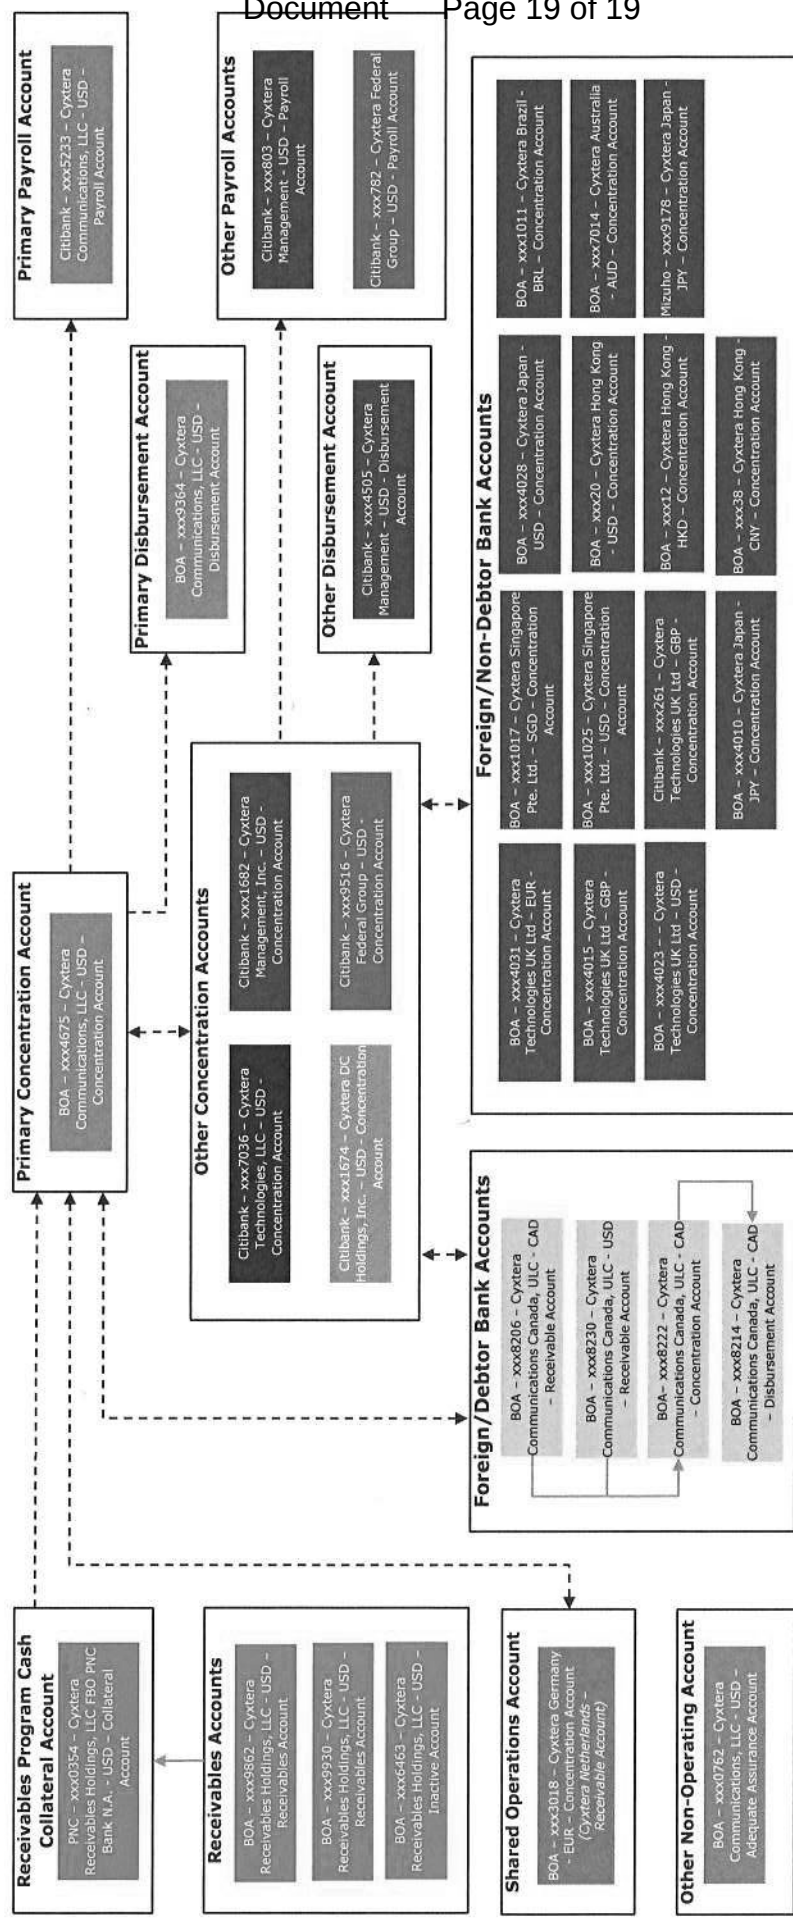 Document Page 19 of 19
Receivables Program Cash
Collateral Account
PNC – xxx0354 – Cyxtera
Receivables Holdings, LLC FBO PNC
Bank N.A. - USD – Collateral
Account
Receivables Accounts
BOA – xxx9862 – Cyxtera
Receivables Holdings, LLC - USD –
Receivables Account
BOA – xxx9930 – Cyxtera
Receivables Holdings, LLC - USD –
Receivables Account
BOA – xxx6463 – Cyxtera
Receivables Holdings, LLC - USD –
Inactive Account
Shared Operations Account
BOA – xxx3018 – Cyxtera Germany
- EUR – Concentration Account
(Cyxtera Netherlands –
Receivable Account)
Other Non-Operating Account
BOA – xxx0762 – Cyxtera
Communications, LLC - USD –
Adequate Assurance Account
Primary Concentration Account
BOA – xxx4675 – Cyxtera
Communications, LLC - USD –
Concentration Account
Other Concentration Accounts
Citibank – xxx7036 – Cyxtera
Technologies, LLC – USD -
Concentration Account
Citibank – xxx1682 – Cyxtera
Management, Inc. – USD -
Concentration Account
Citibank – xxx1674 – Cyxtera DC
Holdings, Inc. – USD - Concentration
Account
Citibank – xxx9516 – Cyxtera
Federal Group – USD -
Concentration Account
Primary Payroll Account
Citibank – xxx5233 – Cyxtera
Communications, LLC - USD –
Payroll Account
Primary Disbursement Account
BOA – xxx9364 – Cyxtera
Communications, LLC - USD –
Disbursement Account
Other Payroll Accounts
Citibank – xxx803 – Cyxtera
Management - USD – Payroll
Account
Citibank – xxx782 – Cyxtera Federal
Group – USD - Payroll Account
Other Disbursement Account
Citibank – xxx4505 – Cyxtera
Management – USD - Disbursement
Account
Foreign/Debtor Bank Accounts
BOA – xxx8206 – Cyxtera
Communications Canada, ULC - CAD
– Receivable Account
BOA – xxx8230 – Cyxtera
Communications Canada, ULC - USD
– Receivable Account
BOA– xxx8222 – Cyxtera
Communications Canada, ULC - CAD
– Concentration Account
BOA – xxx8214 – Cyxtera
Communications Canada, ULC - CAD
– Disbursement Account
Foreign/Non-Debtor Bank Accounts
BOA – xxx4031 – Cyxtera
Technologies UK Ltd – EUR -
Concentration Account
BOA – xxx1017 – Cyxtera Singapore
Pte. Ltd. – SGD – Concentration
Account
BOA – xxx4028 – Cyxtera Japan -
USD – Concentration Account
BOA – xxx1011 – Cyxtera Brazil -
BRL – Concentration Account
BOA – xxx4015 – Cyxtera
Technologies UK Ltd – GBP -
Concentration Account
BOA – xxx1025 – Cyxtera Singapore
Pte. Ltd. – USD – Concentration
Account
BOA – xxx20 – Cyxtera Hong Kong
- USD – Concentration Account
BOA – xxx7014 – Cyxtera Australia
- AUD – Concentration Account
BOA – xxx4023 – – Cyxtera
Technologies UK Ltd – USD -
Concentration Account
Citibank – xxx261 – Cyxtera
Technologies UK Ltd – GBP -
Concentration Account
BOA – xxx12 – Cyxtera Hong Kong -
HKD – Concentration Account
Mizuho – xxx9178 – Cyxtera Japan -
JPY – Concentration Account
BOA – xxx4010 – Cyxtera Japan -
JPY – Concentration Account
BOA – xxx38 – Cyxtera Hong Kong -
CNY – Concentration Account